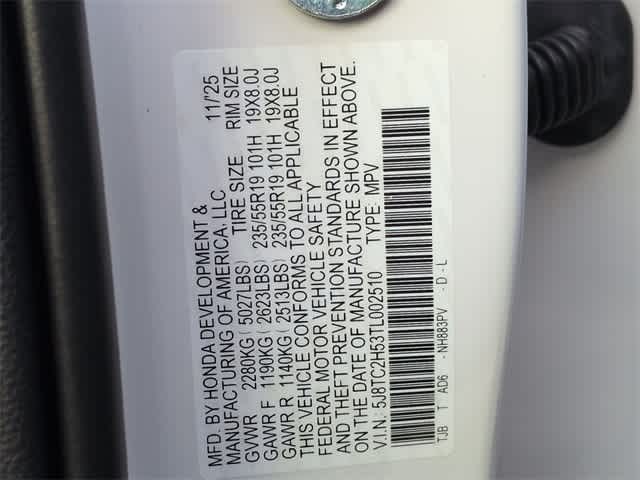 MFD. BY HONDA DEVELOPMENT & 11/'25
MANUFACTURING OF AMERICA, LLC
TIRE SIZE RIM SIZE
GVWR 2280KG ( 5027LBS)
GAWR F 1190KG ( 2623LBS) 235/55R19 101H 19X8.0J
GAWR R 1140KG ( 2513LBS) 235/55R19 101H 19X8.0J
THIS VEHICLE CONFORMS TO ALL APPLICABLE
FEDERAL MOTOR VEHICLE SAFETY
AND THEFT PREVENTION STANDARDS IN EFFECT
ON THE DATE OF MANUFACTURE SHOWN ABOVE.
V.I.N.: 5J8TC2H53TL002510 TYPE: MPV
TJB T AD6 - NH883PV - D - L